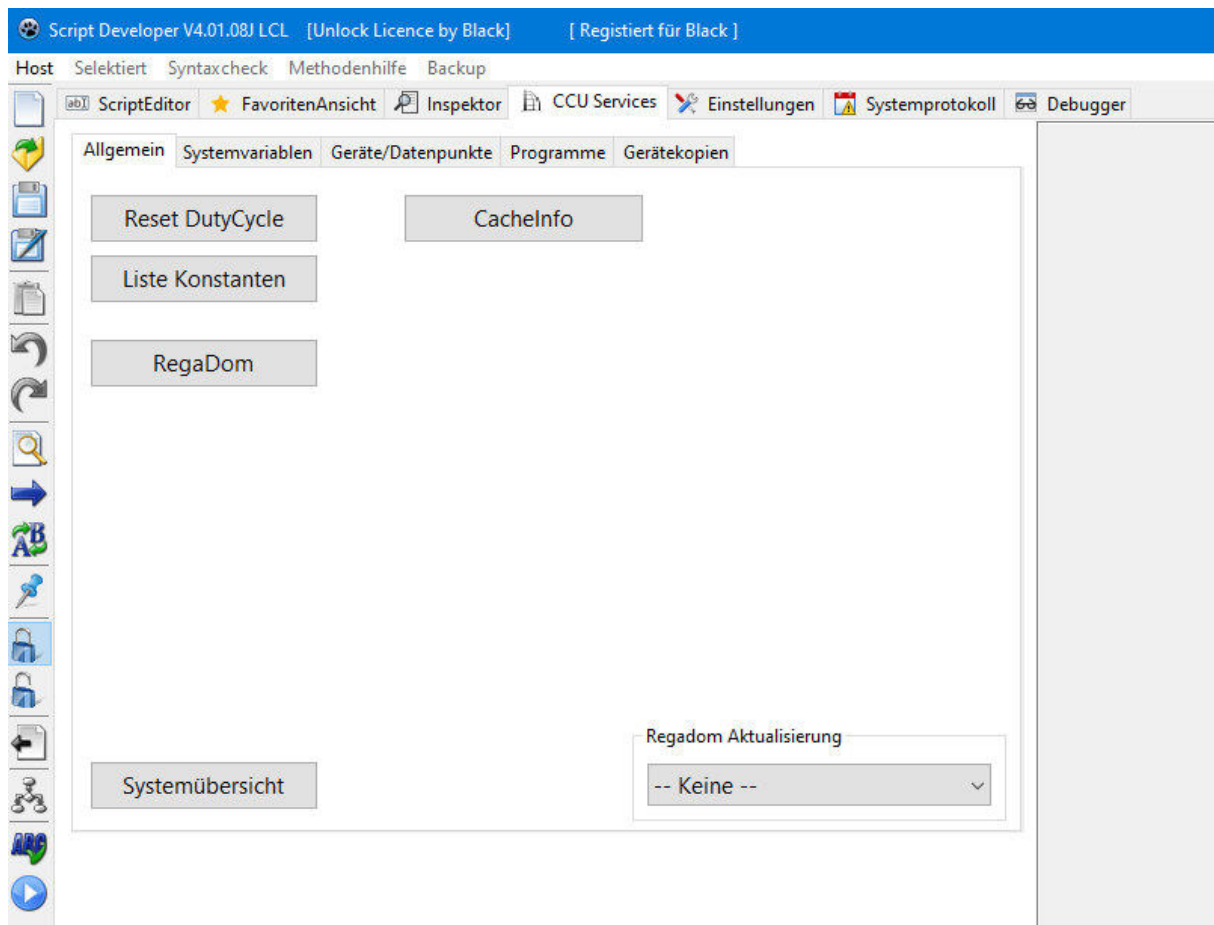 Script Developer V4.01.08J LCL [Unlock Licence by Black] [ Registiert für Black ]
Host Selektiert Syntaxcheck Methodenhilfe Backup
ScriptEditor FavoritenAnsicht Inspektor CCU Services Einstellungen Systemprotokoll Debugger
Allgemein Systemvariablen Geräte/Datenpunkte Programme Gerätekopien
Reset DutyCycle CacheInfo
Liste Konstanten
RegaDom
Regadom Aktualisierung
Systemübersicht -- Keine --